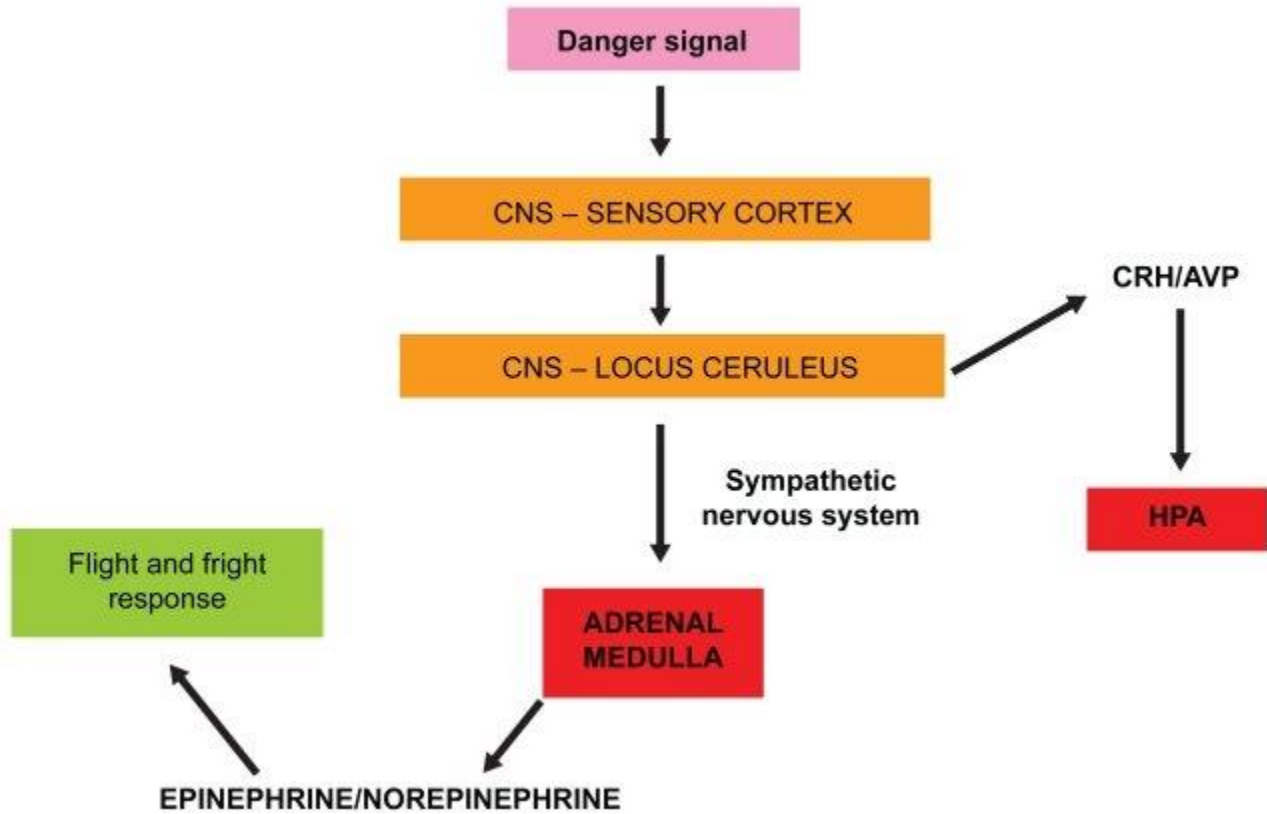 Danger signal
CNS – SENSORY CORTEX
CRH/AVP
CNS – LOCUS CERULEUS
Sympathetic
nervous system
HPA
Flight and fright
response
ADRENAL
MEDULLA
EPINEPHRINE/NOREPINEPHRINE